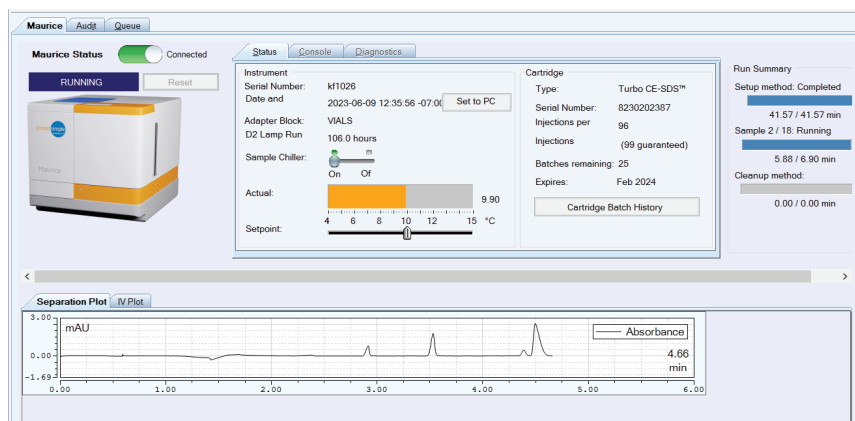 Maurice Audit Queue
Maurice Status Connected
RUNNING Reset
Maurice
Status Console Diagnostics
Instrument
Serial Number: kf1026
Date and 2023-06-09 12:35:56 -07:00 Set to PC
Adapter Block: VIALS
D2 Lamp Run 106.0 hours
Sample Chiller:
On Of
Actual: 9.90
4 6 8 10 12 15 °C
Setpoint:
Cartridge
Type: Turbo CE-SDS™
Serial Number: 8230202387
Injections per 96
Injections (99 guaranteed)
Batches remaining: 25
Expires: Feb 2024
Cartridge Batch History
Run Summary
Setup method: Completed
41.57 / 41.57 min
Sample 2 / 18: Running
5.88 / 6.90 min
Cleanup method:
0.00 / 0.00 min
Separation Plot IV Plot
3.00
mAU
Absorbance
0.00
4.66
min
-1.69
0.00 1.00 2.00 3.00 4.00 5.00 6.00